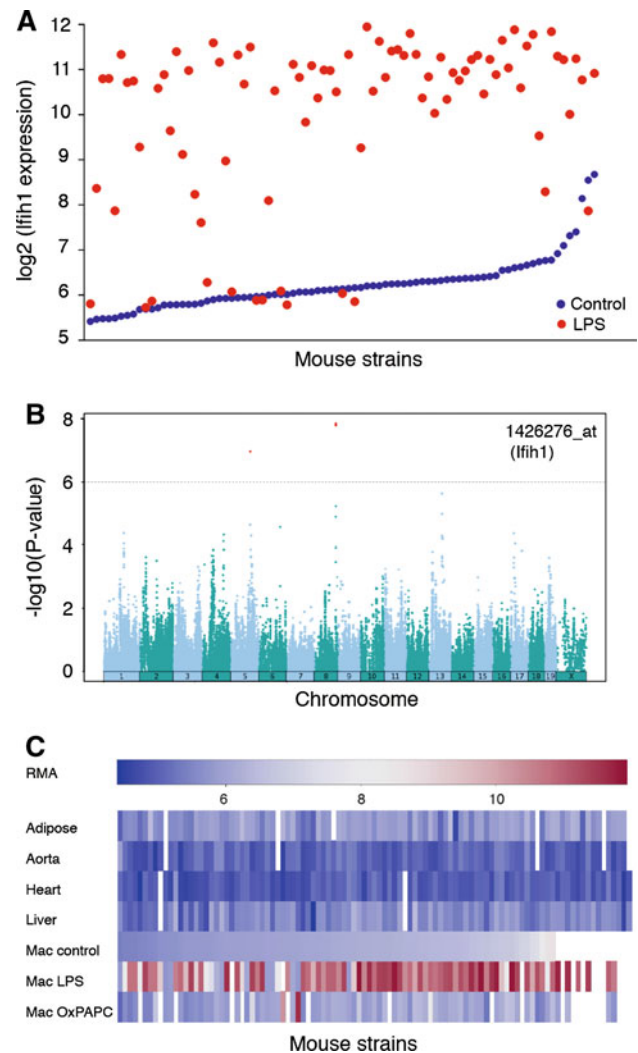 A
12
11
10
9
8
7
6
5
log2 (Ifih1 expression)
Control
LPS
Mouse strains
B
8
6
4
2
0
-log10(P-value)
1426276_at
(Ifih1)
1 2 3 4 5 6 7 8 9 10 11 12 13 14 15 16 17 18 19 X
Chromosome
C
RMA
6 8 10
Adipose
Aorta
Heart
Liver
Mac control
Mac LPS
Mac OxPAPC
Mouse strains